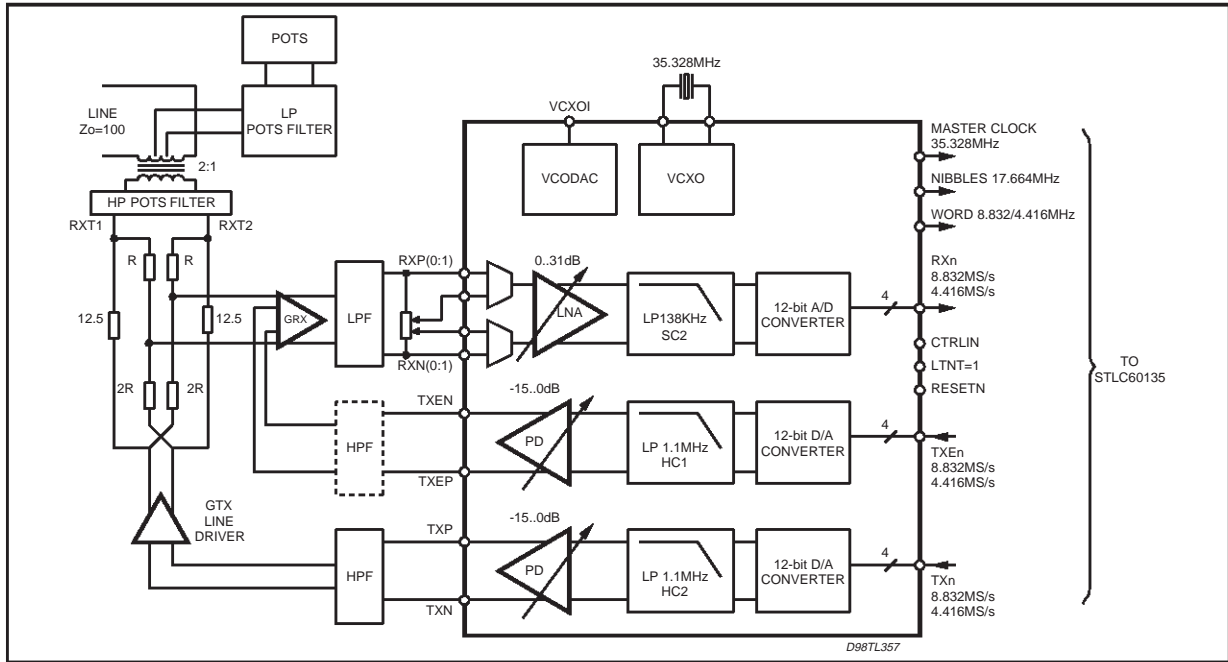 POTS
35.328MHz
LINE
Zo=100
LP
POTS FILTER
VCXOI
MASTER CLOCK
35.328MHz
2:1
VCODAC
VCXO
NIBBLES 17.664MHz
HP POTS FILTER
RXT1
RXT2
WORD 8.832/4.416MHz
R
R
RXP(0:1)
0..31dB
RXn
8.832MS/s
4.416MS/s
12.5
12.5
GRX
LPF
LNA
LP138KHz
SC2
12-bit A/D
CONVERTER
4
CTRLIN
RXN(0:1)
LTNT=1
TO
STLC60135
2R
2R
RESETN
TXEN
-15..0dB
HPF
PD
LP 1.1MHz
HC1
12-bit D/A
CONVERTER
4
TXEn
8.832MS/s
4.416MS/s
TXEP
GTX
LINE
DRIVER
TXP
-15..0dB
HPF
PD
LP 1.1MHz
HC2
12-bit D/A
CONVERTER
4
TXn
8.832MS/s
4.416MS/s
TXN
D98TL357